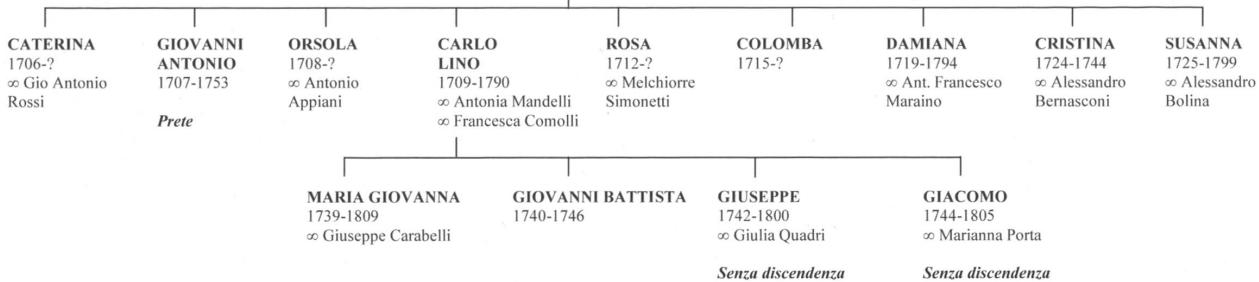 CATERINA
1706-?
∞ Gio Antonio
Rossi
GIOVANNI
ANTONIO
1707-1753
Prete
ORSOLA
1708-?
∞ Antonio
Appiani
CARLO
LINO
1709-1790
∞ Antonia Mandelli
∞ Francesca Comolli
ROSA
1712-?
∞ Melchiorre
Simonetti
COLOMBA
1715-?
DAMIANA
1719-1794
∞ Ant. Francesco
Maraino
CRISTINA
1724-1744
∞ Alessandro
Bernasconi
SUSANNA
1725-1799
∞ Alessandro
Bolina
MARIA GIOVANNA
1739-1809
∞ Giuseppe Carabelli
GIOVANNI BATTISTA
1740-1746
GIUSEPPE
1742-1800
∞ Giulia Quadri
Senza discendenza
GIACOMO
1744-1805
∞ Marianna Porta
Senza discendenza